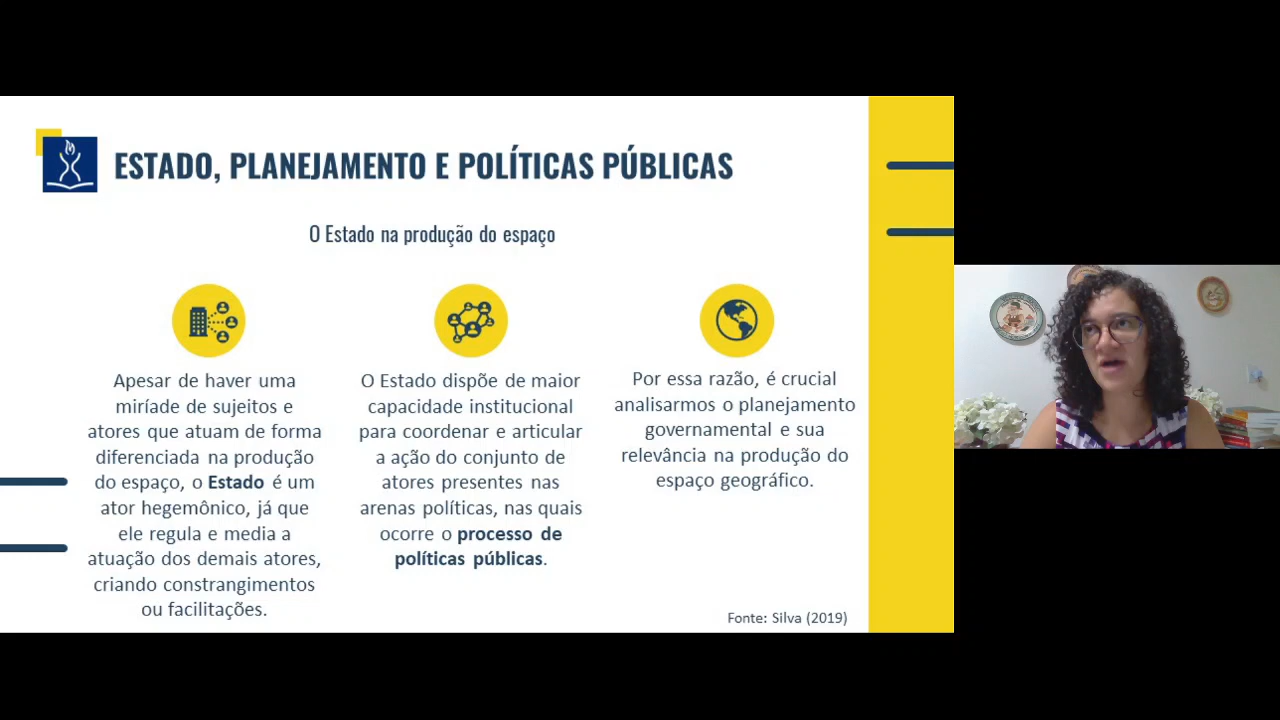 ESTADO, PLANEJAMENTO E POLÍTICAS PÚBLICAS
O Estado na produção do espaço
Apesar de haver uma
miríade de sujeitos e
atores que atuam de forma
diferenciada na produção
do espaço, o Estado é um
ator hegemônico, já que
ele regula e media a
atuação dos demais atores,
criando constrangimentos
ou facilitações.
O Estado dispõe de maior
capacidade institucional
para coordenar e articular
a ação do conjunto de
atores presentes nas
arenas políticas, nas quais
ocorre o processo de
políticas públicas.
Por essa razão, é crucial
analisarmos o planejamento
governamental e sua
relevância na produção do
espaço geográfico.
Fonte: Silva (2019)